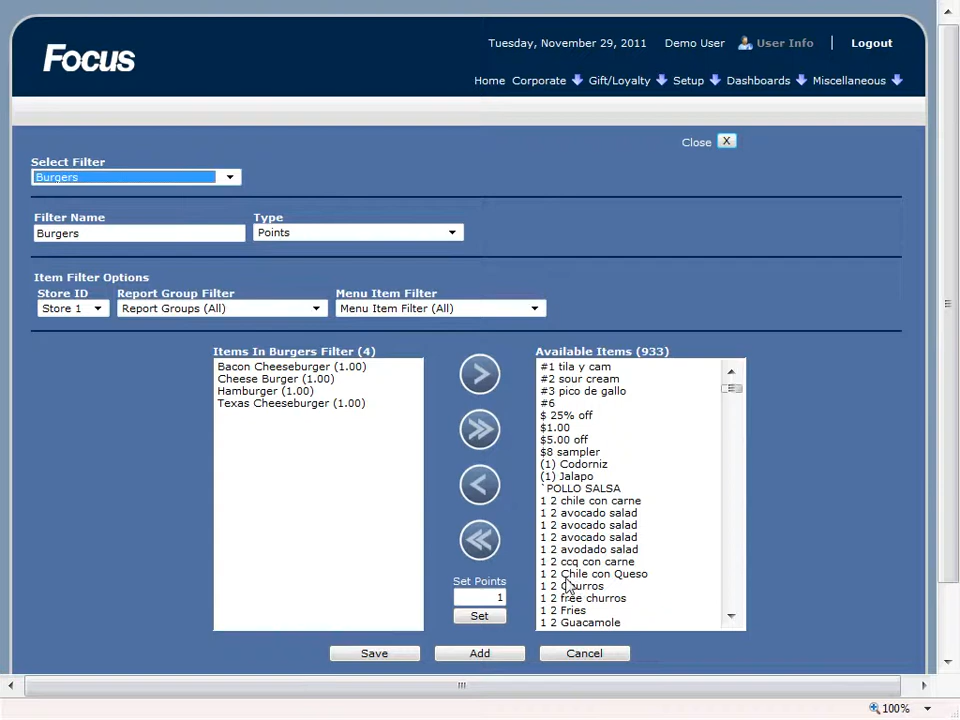 Focus
Tuesday, November 29, 2011 Demo User User Info | Logout
Home Corporate Gift/Loyalty Setup Dashboards Miscellaneous
Close X
Select Filter
Burgers
Filter Name Type
Burgers Points
Item Filter Options
Store ID Report Group Filter Menu Item Filter
Store 1 Report Groups (All) Menu Item Filter (All)
Items In Burgers Filter (4)
Bacon Cheeseburger (1.00)
Cheese Burger (1.00)
Hamburger (1.00)
Texas Cheeseburger (1.00)
Set Points
1
Set
Available Items (933)
#1 tila y cam
#2 sour cream
#3 pico de gallo
#6
$ 25% off
$1.00
$5.00 off
$8 sampler
(1) Codorniz
(1) Jalapo
`POLLO SALSA
1 2 chile con carne
1 2 avocado salad
1 2 avocado salad
1 2 avocado salad
1 2 avodado salad
1 2 ccq con carne
1 2 Chile con Queso
1 2 Churros
1 2 free churros
1 2 Fries
1 2 Guacamole
Save Add Cancel
100%